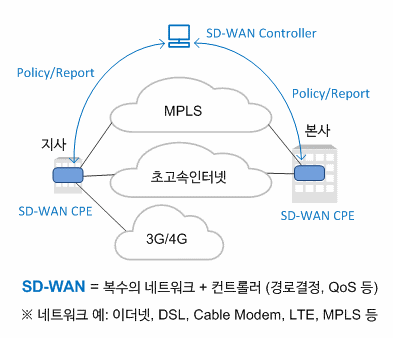 SD-WAN Controller
Policy/Report
Policy/Report
MPLS
지사
본사
초고속인터넷
SD-WAN CPE
SD-WAN CPE
3G/4G
SD-WAN = 복수의 네트워크 + 컨트롤러 (경로결정, QoS 등)
※ 네트워크 예: 이더넷, DSL, Cable Modem, LTE, MPLS 등